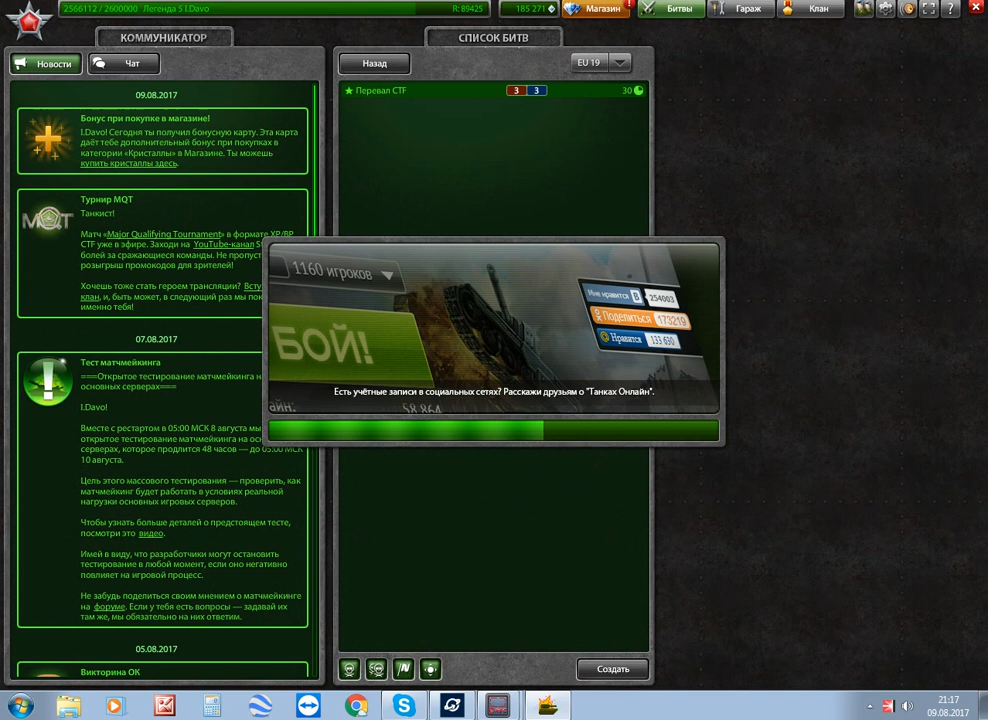 2566112 / 2600000 Легенда S I.Davo
R: 89425
185 271
Магазин
Битвы
Гараж
Клан
?
КОММУНИКАТОР
Новости
Чат
09.08.2017
Бонус при покупке в магазине!
I.Davo! Сегодня ты получил бонусную карту. Эта карта
даёт тебе дополнительный бонус при покупках в
категории «Кристаллы» в Магазине. Ты можешь
купить кристаллы здесь.
MQT
Турнир MQT
Танкист!
Матч «Major Qualifying Tournament» в формате XP/BP
CTF уже в эфире. Заходи на YouTube-канал
болей за сражающиеся команды. Не пропуст
розыгрыш промокодов для зрителей!
Хочешь тоже стать героем трансляции? Всту
клан, и, быть может, в следующий раз мы пок
именно тебя!
07.08.2017
Тест матчмейкинга
===Открытое тестирование матчмейкинга н
основных серверах===
I.Davo!
Вместе с рестартом в 05:00 МСК 8 августа мы
открытое тестирование матчмейкинга на осн
серверах, которое продлится 48 часов — до 05:00 МСК
10 августа.
Цель этого массового тестирования — проверить, как
матчмейкинг будет работать в условиях реальной
нагрузки основных игровых серверов.
Чтобы узнать больше деталей о предстоящем тесте,
посмотри это видео.
Имей в виду, что разработчики могут остановить
тестирование в любой момент, если оно негативно
повлияет на игровой процесс.
Не забудь поделиться своим мнением о матчмейкинге
на форуме. Если у тебя есть вопросы — задавай их
там же, мы обязательно на них ответим.
05.08.2017
Викторина ОК
СПИСОК БИТВ
Назад
EU 19
Перевал CTF
3 3
30
1160 игроков
БОЙ!
Мне нравится В 254003
Поделиться 173219
Нравится 133 630
58 864
Есть учётные записи в социальных сетях? Расскажи друзьям о "Танках Онлайн".
Создать
21:17
09.08.2017